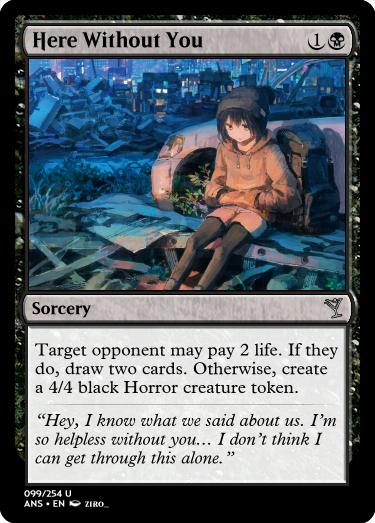 Here Without You 1
Sorcery
Target opponent may pay 2 life. If they
do, draw two cards. Otherwise, create
a 4/4 black Horror creature token.
“Hey, I know what we said about us. I’m
so helpless without you… I don’t think I
can get through this alone.”
099/254 U
ANS • EN ZIRO_